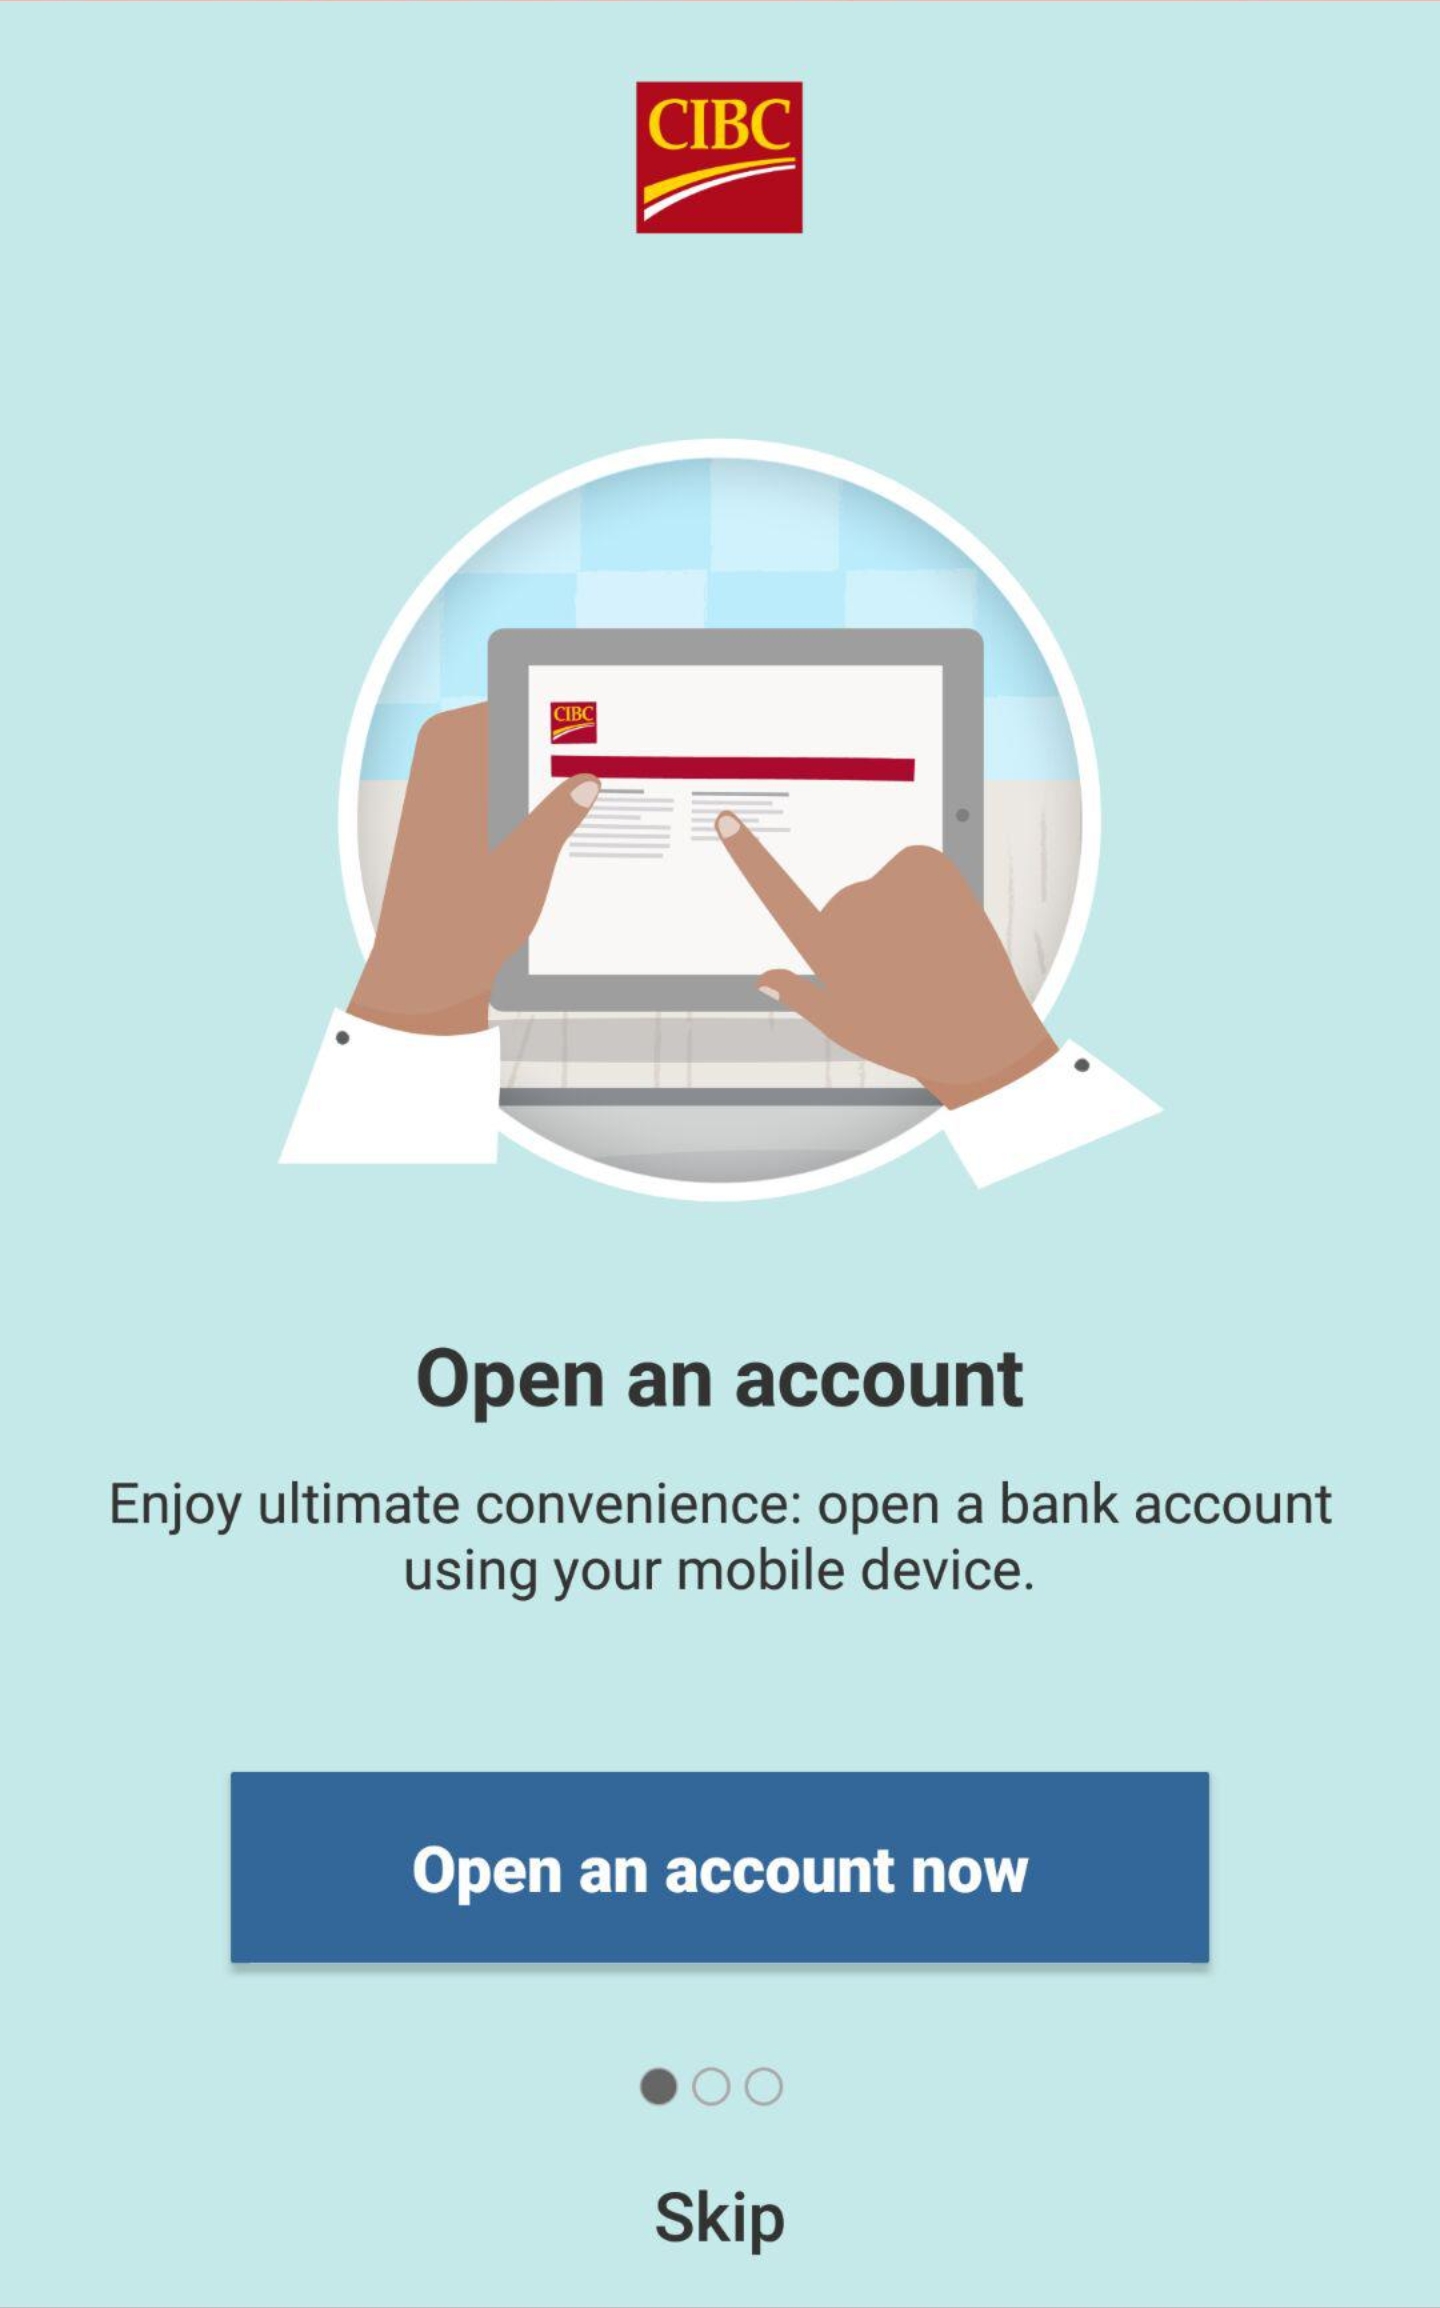 CIBC
CIBC
Open an account
Enjoy ultimate convenience: open a bank account
using your mobile device.
Open an account now
Skip